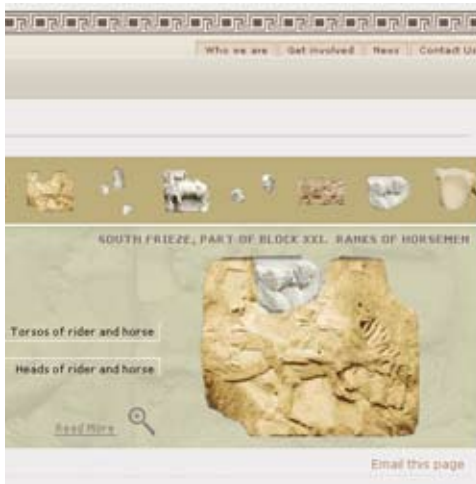 Who we are Get involved News Contact Us
SOUTH FRIEZE, PART OF BLOCK XXI. RANKS OF HORSEMEN
Torsos of rider and horse
Heads of rider and horse
Read More
Email this page